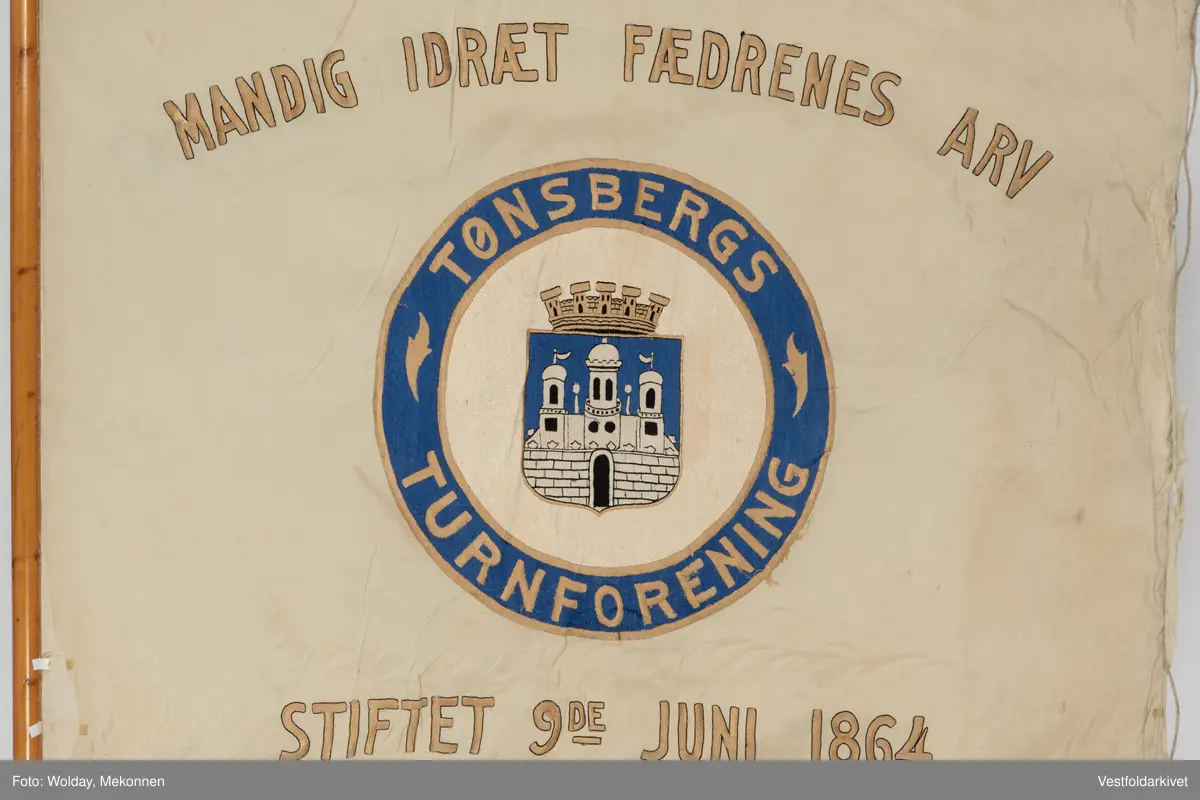 MANDIG IDRÆT FÆDRENES ARV
TØNSBERGS
TURNFORENING
STIFTET 9DE JUNI 1864
Foto: Wolday, Mekonnen
Vestfoldarkivet